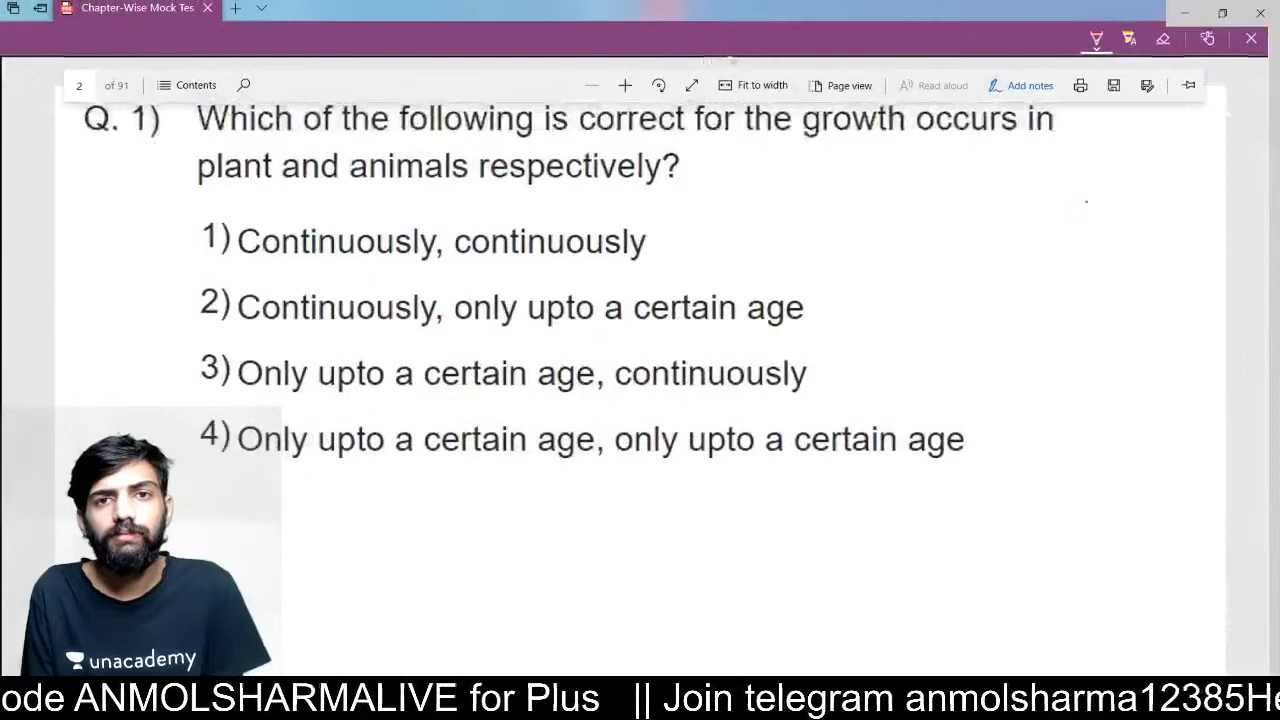 Chapter-Wise Mock Tes
2 of 91 Contents Fit to width Page view Read aloud Add notes
Q. 1) Which of the following is correct for the growth occurs in
plant and animals respectively?
1) Continuously, continuously
2) Continuously, only upto a certain age
3) Only upto a certain age, continuously
4) Only upto a certain age, only upto a certain age
unacademy
ode ANMOLSHARMALIVE for Plus || Join telegram anmolsharma12385He